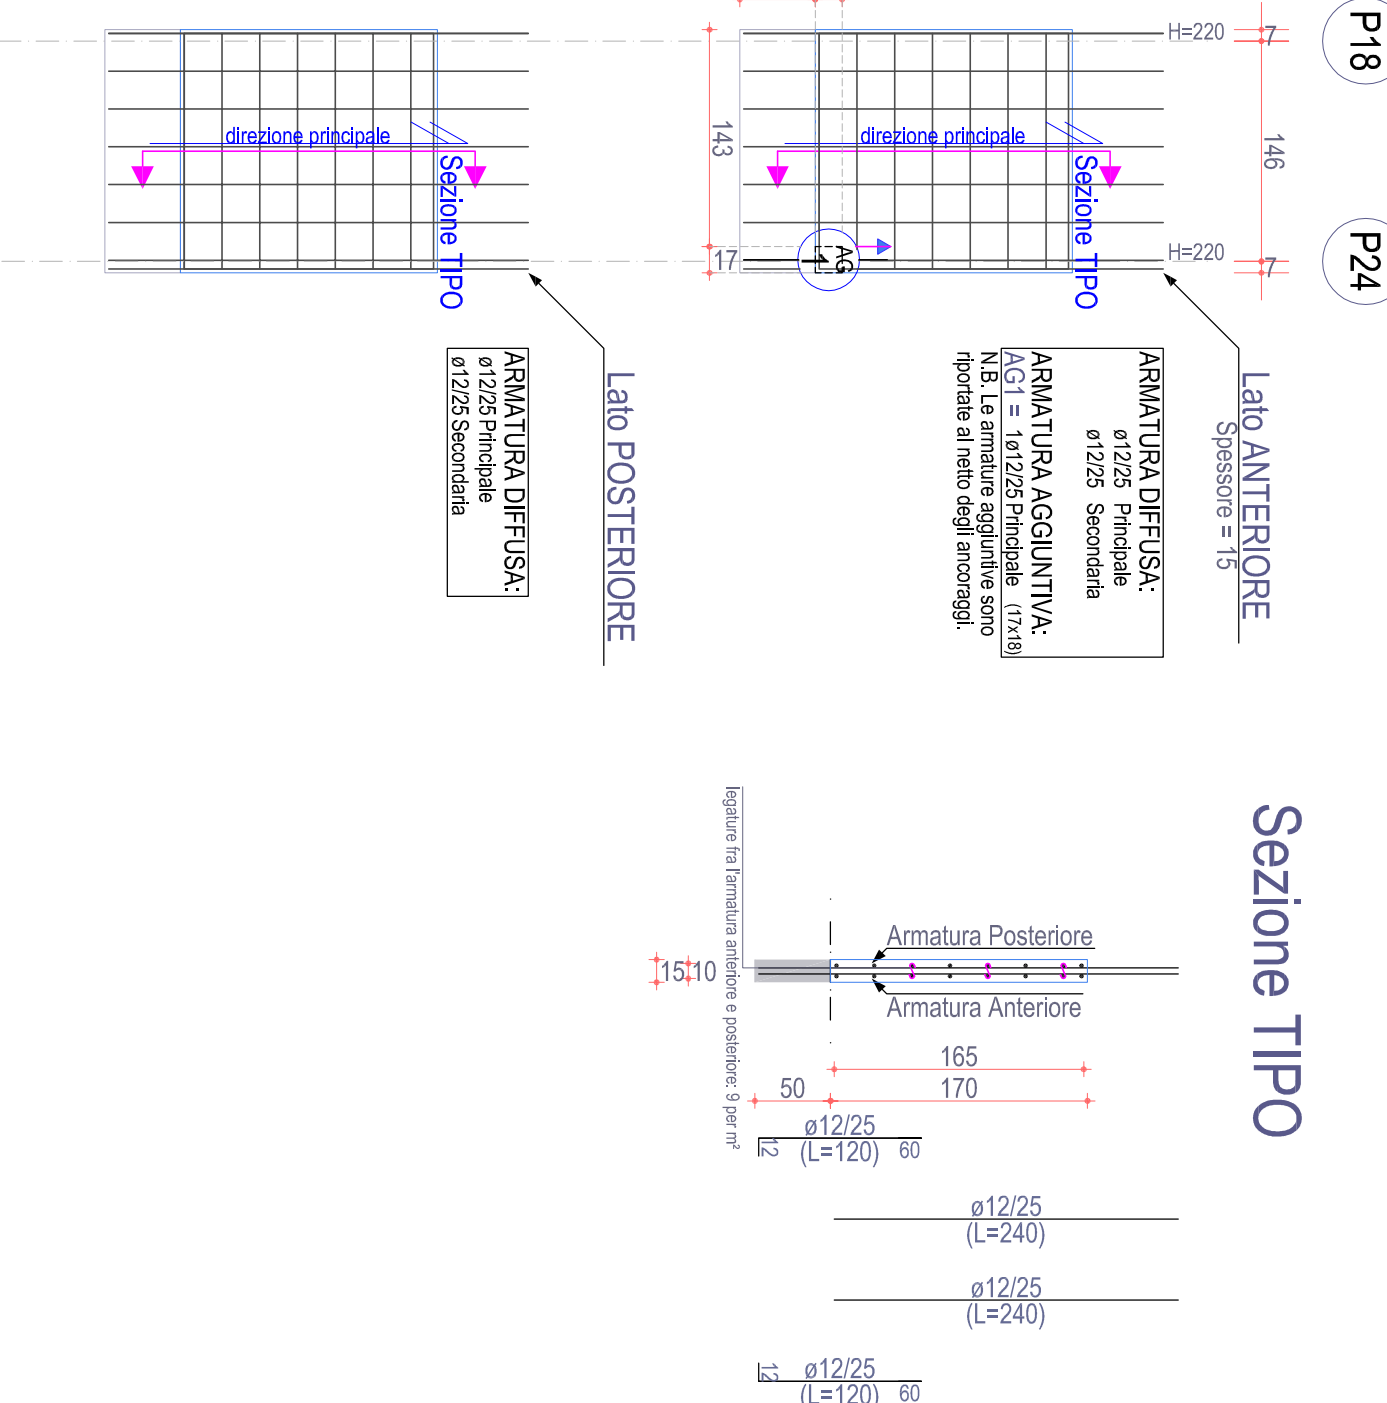 P18
P24
7
146
7
H=220
H=220
143
17
direzione principale
Sezione TIPO
AG
1
direzione principale
Sezione TIPO
Lato ANTERIORE
Spessore = 15
ARMATURA DIFFUSA:
ø12/25 Principale
ø12/25 Secondaria
ARMATURA AGGIUNTIVA:
AG1 = 1ø12/25 Principale (17x18)
N.B. Le armature aggiuntive sono
riportate al netto degli ancoraggi.
Lato POSTERIORE
ARMATURA DIFFUSA:
ø12/25 Principale
ø12/25 Secondaria
Sezione TIPO
legature fra l'armatura anteriore e posteriore: 9 per m²
Armatura Posteriore
Armatura Anteriore
15
10
165
50
170
ø12/25
12
(L=120)
60
ø12/25
(L=240)
ø12/25
(L=240)
ø12/25
12
(L=120)
60